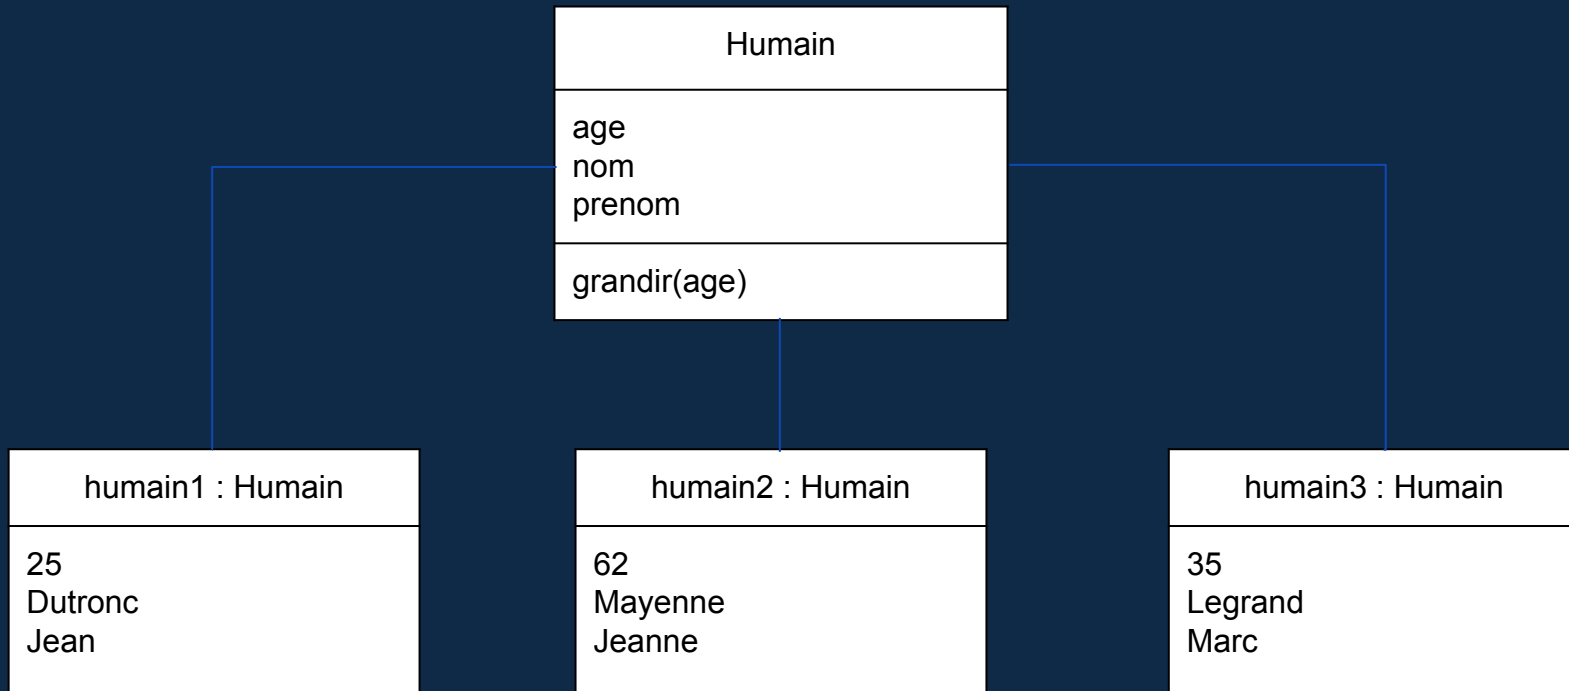 Humain
age
nom
prenom
grandir(age)
humain1 : Humain
25
Dutronc
Jean
humain2 : Humain
62
Mayenne
Jeanne
humain3 : Humain
35
Legrand
Marc